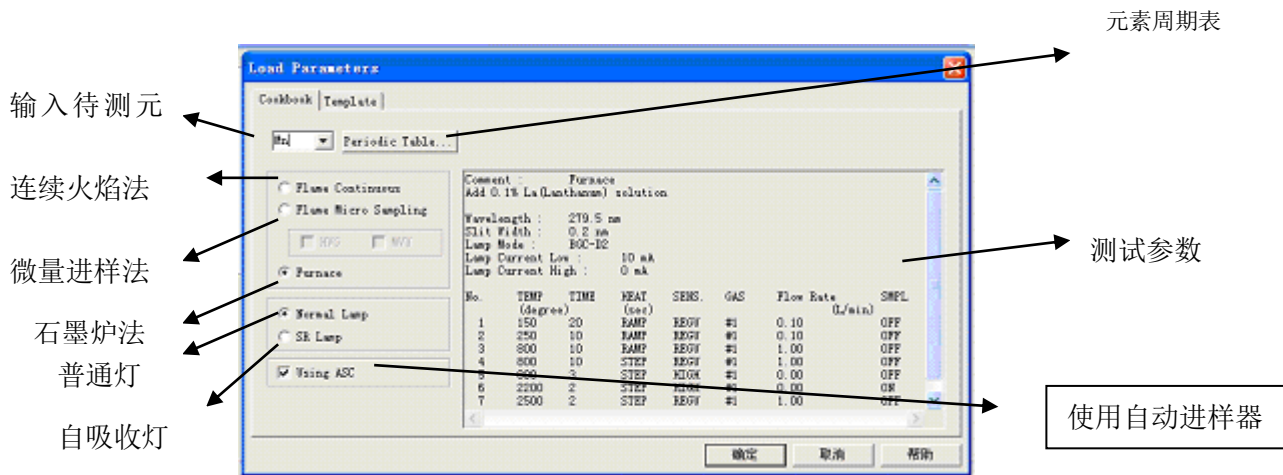 元素周期表
Load Parameters
Cookbook Template
输入待测元
Mn Periodic Table...
连续火焰法
Flame Continuous
Flame Micro Sampling
HVG MVU
微量进样法
Furnace
石墨炉法
Normal Lamp
普通灯
SR Lamp
Using ASC
自吸收灯
Comment : Furnace
Add 0.1% La(Lanthanum) solution
Wavelength : 279.5 nm
Slit Width : 0.2 nm
Lamp Mode : BGC-D2
Lamp Current Low : 10 mA
Lamp Current High : 0 mA
No. TEMP TIME HEAT SENS. GAS Flow Rate SMPL
(degree) (sec) (L/min)
1 150 20 RAMP REGU #1 0.10 OFF
2 250 10 RAMP REGU #1 0.10 OFF
3 800 10 RAMP REGU #1 1.00 OFF
4 800 10 STEP REGU #1 1.00 OFF
5 800 3 STEP HIGH #1 0.00 OFF
6 2200 2 STEP HIGH #1 0.00 ON
7 2500 2 STEP REGU #1 1.00 OFF
测试参数
使用自动进样器
确定 取消 帮助